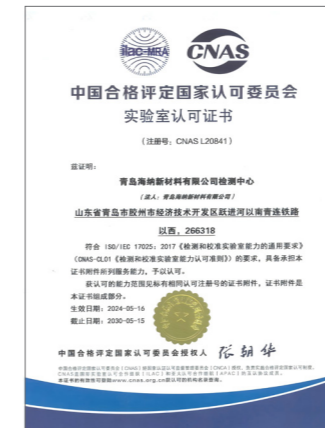 ilac-MRA
CNAS
中国合格评定国家认可委员会
实验室认可证书
(注册号: CNAS L20841)
兹证明:
青岛海纳新材料有限公司检测中心
(法人: 青岛海纳新材料有限公司)
山东省青岛市胶州市经济技术开发区跃进河以南青连铁路
以西, 266318
符合 ISO/IEC 17025: 2017《检测和校准实验室能力的通用要求》
(CNAS-CL01《检测和校准实验室能力认可准则》) 的要求, 具备承担本
证书附件所列服务能力, 予以认可。
获认可的能力范围见标有相同认可注册号的证书附件, 证书附件是
本证书组成部分。
生效日期: 2024-05-16
截止日期: 2030-05-15
中国合格评定国家认可委员会授权人
张朝华